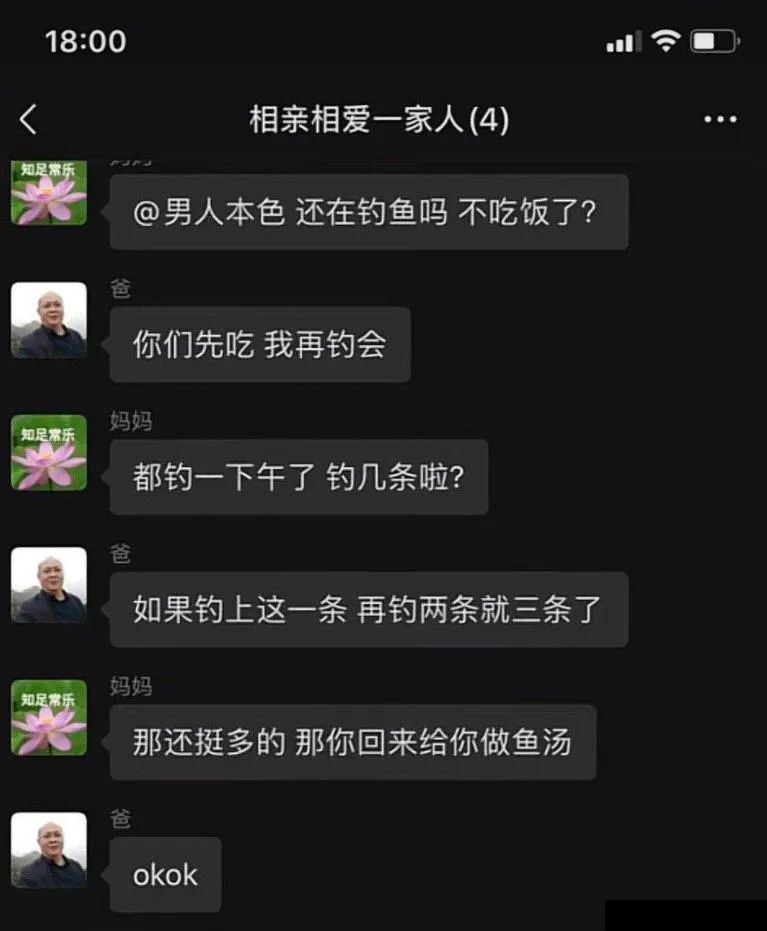 18:00
相亲相爱一家人(4)
知足常乐
@男人本色 还在钓鱼吗 不吃饭了?
爸
你们先吃 我再钓会
妈妈
知足常乐
都钓一下午了 钓几条啦?
爸
如果钓上这一条 再钓两条就三条了
妈妈
知足常乐
那还挺多的 那你回来给你做鱼汤
爸
okok